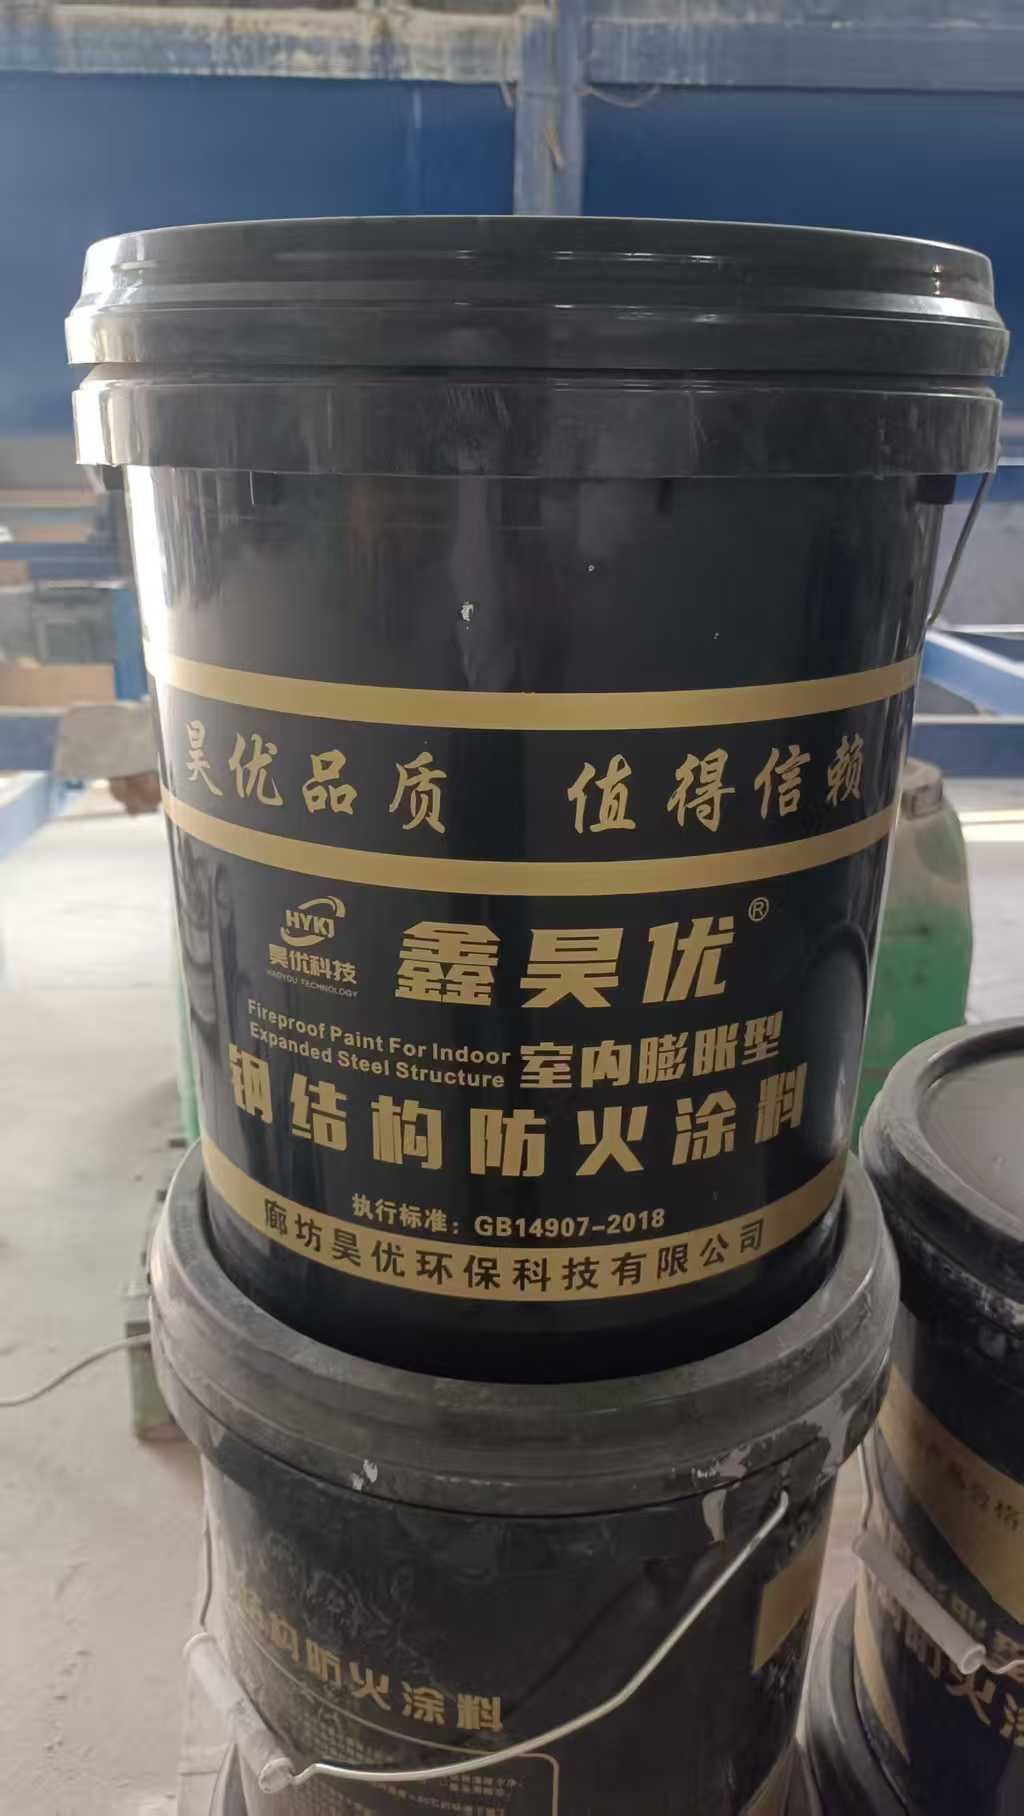 昊优品质 值得信赖
HYKJ
昊优科技
HAOYOU TECHNOLOGY
鑫昊优®
Fireproof Paint For Indoor
Expanded Steel Structure
室内膨胀型
钢结构防火涂料
执行标准：GB14907-2018
廊坊昊优环保科技有限公司
结构防火涂料
防火